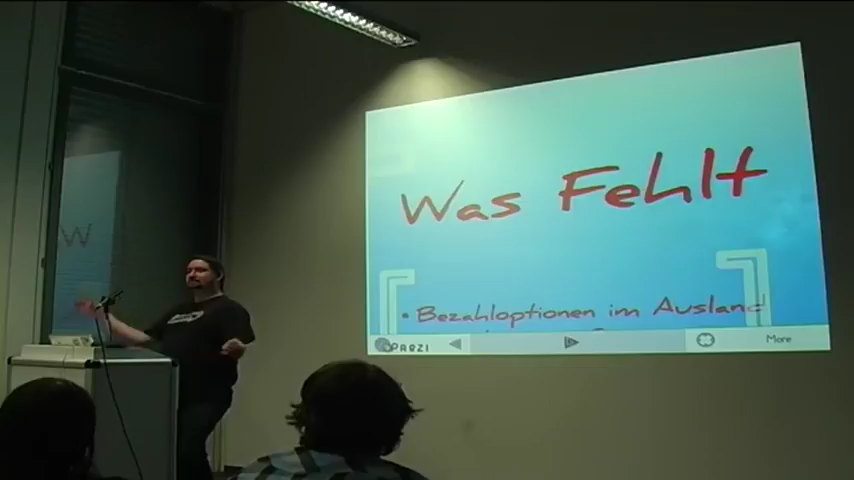 Was Fehlt
• Bezahloptionen im Ausland
PREZI
More
W